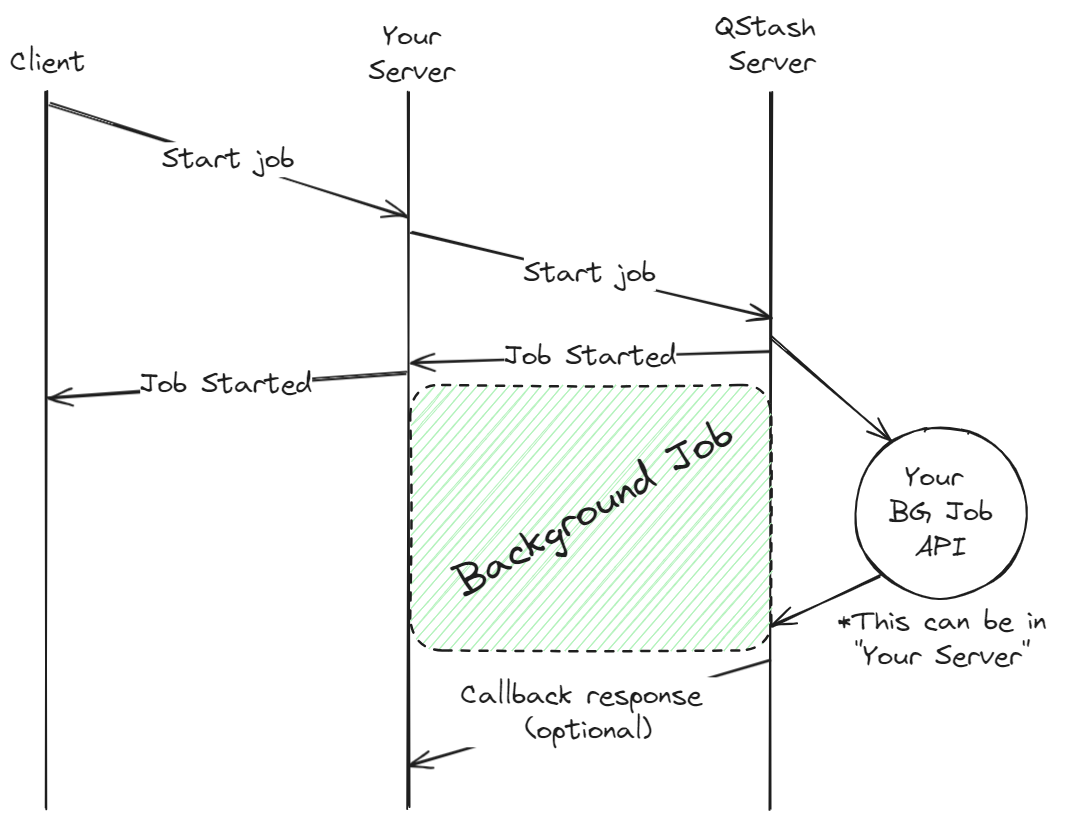 Client
Your
Server
QStash
Server
Start job
Start job
Job Started
Job Started
Background Job
Your
BG Job
API
*This can be in
"Your Server"
Callback response
(optional)